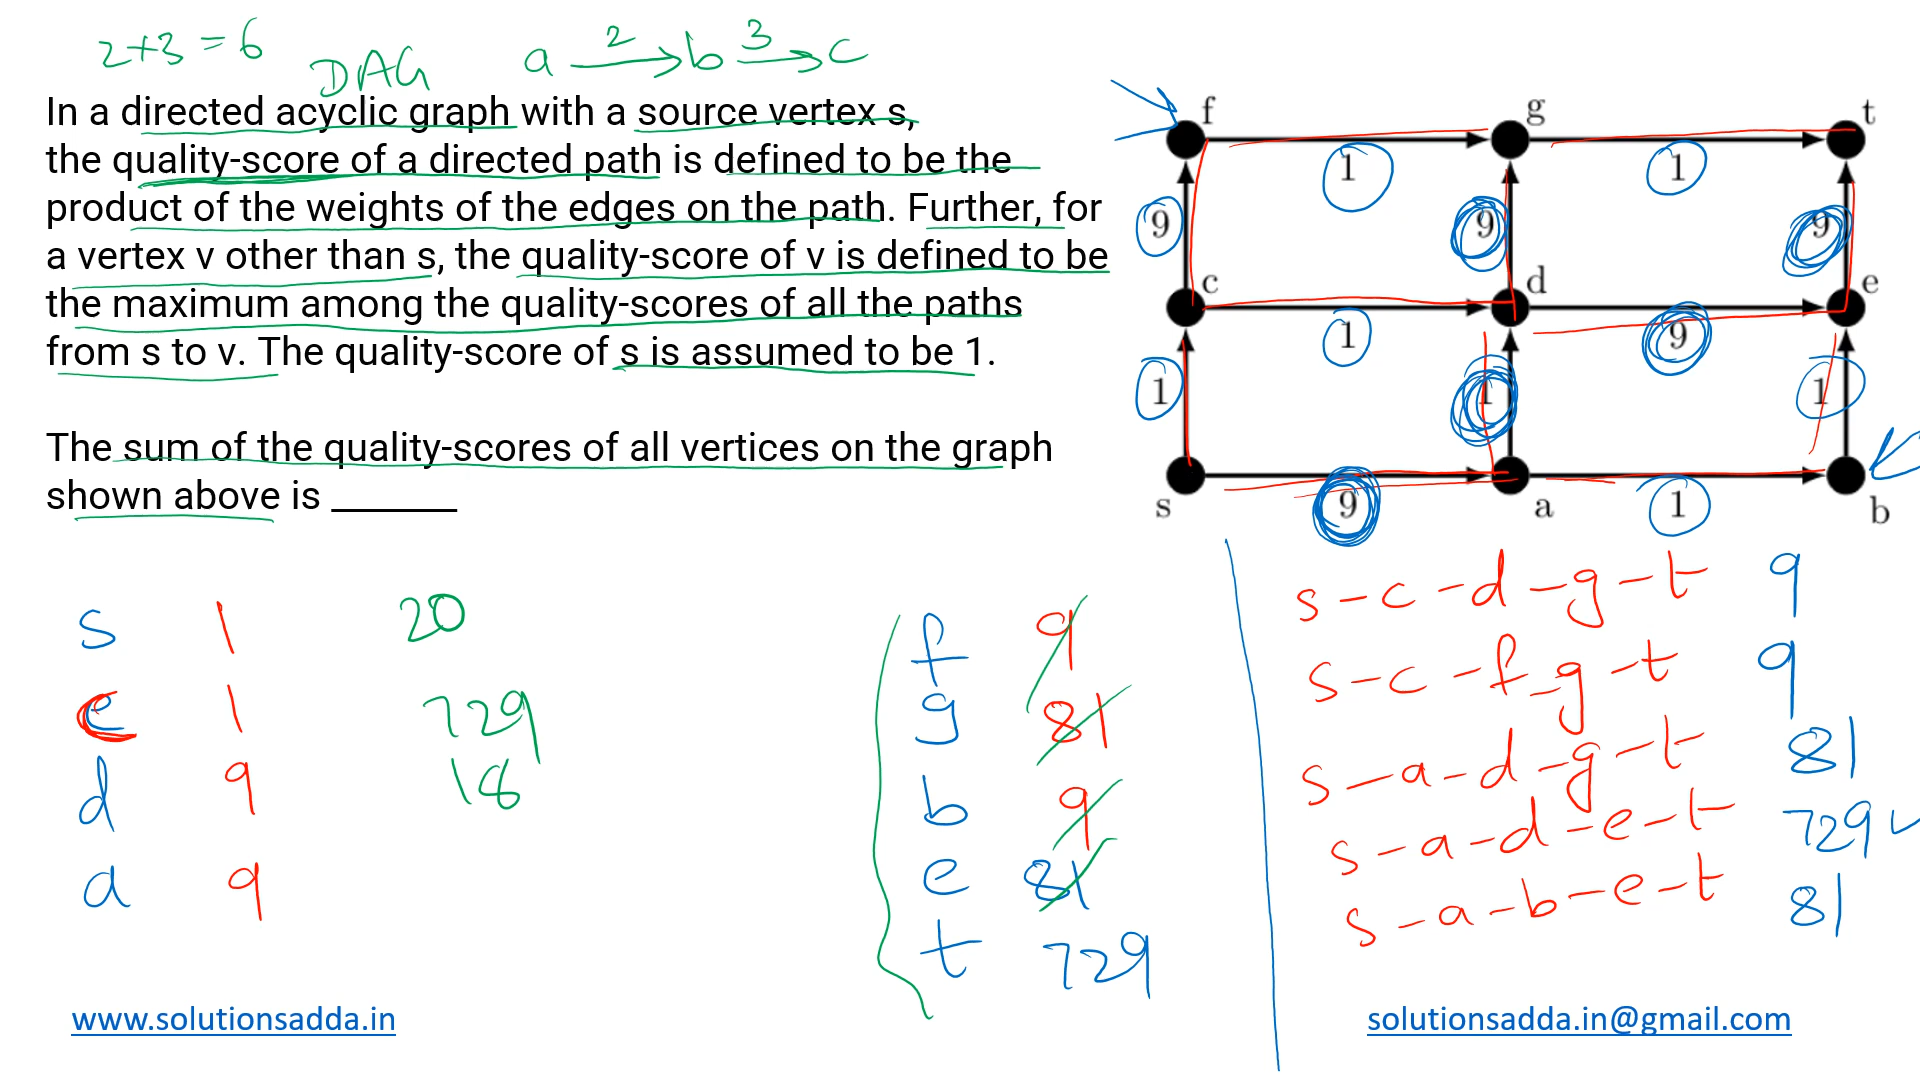 2+3 = 6
DAG
a 2 b 3 c
In a directed acyclic graph with a source vertex s,
the quality-score of a directed path is defined to be the
product of the weights of the edges on the path. Further, for
a vertex v other than s, the quality-score of v is defined to be
the maximum among the quality-scores of all the paths
from s to v. The quality-score of s is assumed to be 1.
The sum of the quality-scores of all vertices on the graph
shown above is _______
f g t
1 1
9 9 9
c d e
1 9
1 1 1
s 9 a 1 b
s 1 20
c 1 729
d 9 18
a 9
f 9
g 81
b 9
e 81
t 729
s - c - d - g - t 9
s - c - f - g - t 9
s - a - d - g - t 81
s - a - d - e - t 729 ✓
s - a - b - e - t 81
www.solutionsadda.in
solutionsadda.in@gmail.com